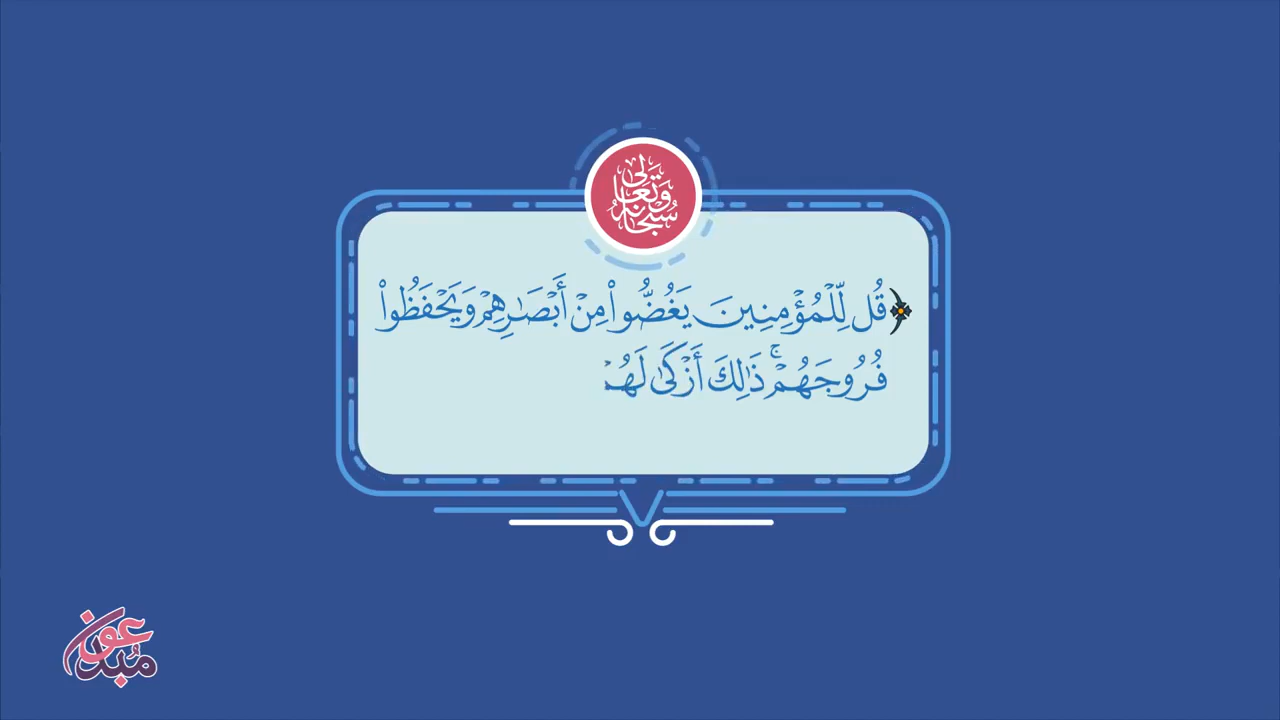 سبحانه وتعالى
قُل لِّلْمُؤْمِنِينَ يَغُضُّوا۟ مِنْ أَبْصَٰرِهِمْ وَيَحْفَظُوا۟
فُرُوجَهُمْ ۚ ذَٰلِكَ أَزْكَىٰ لَهُمْ
مبدعون